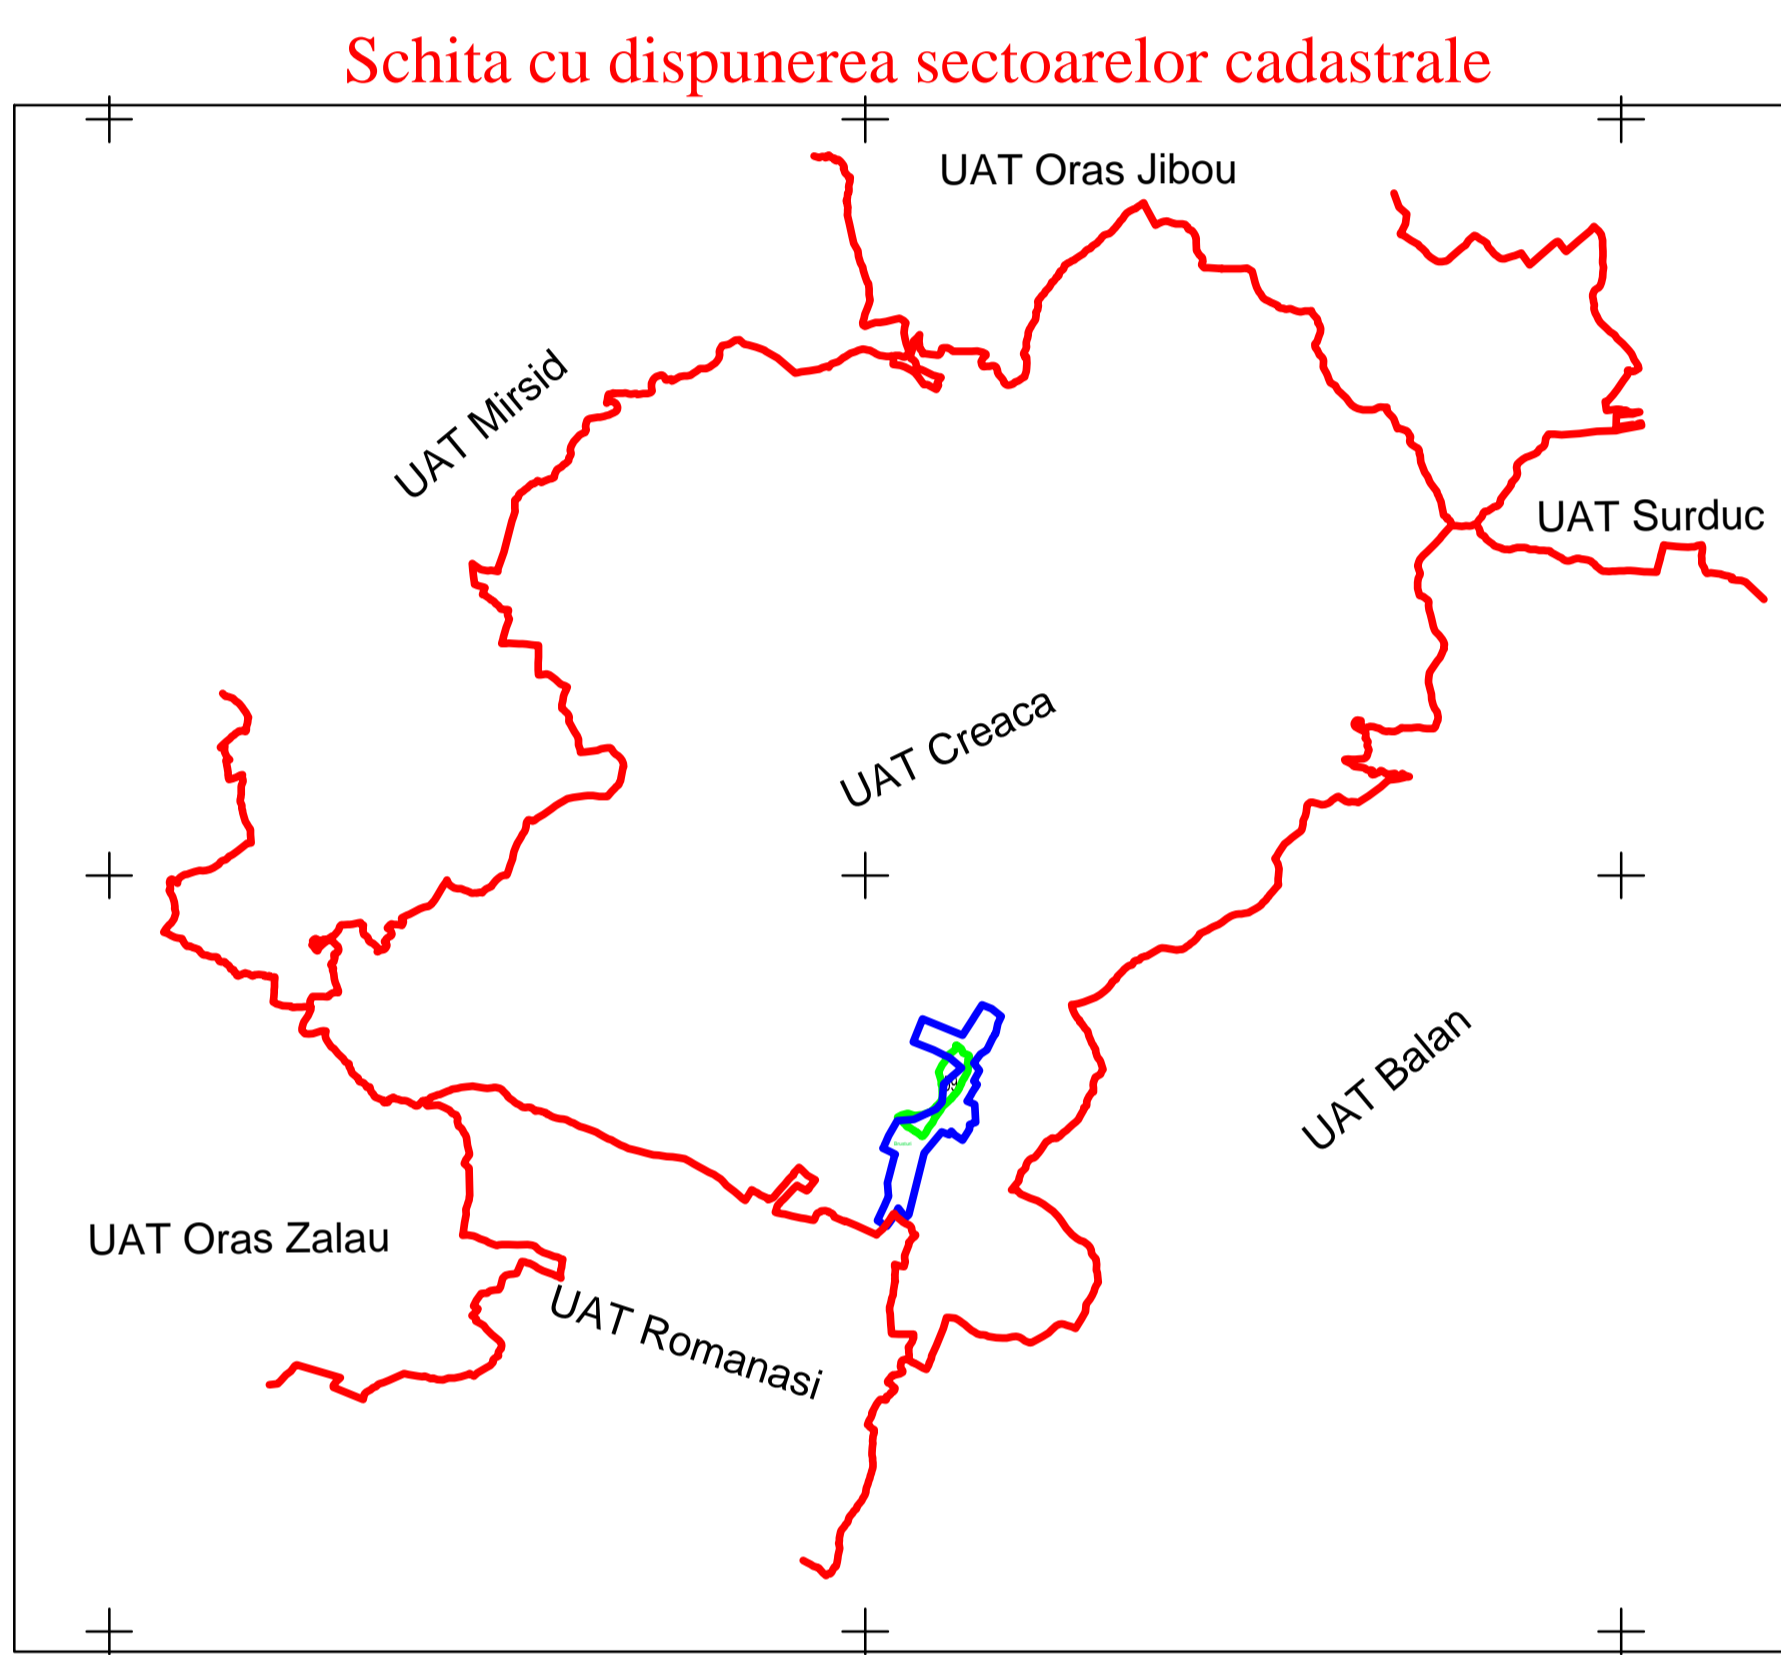 Schita cu dispunerea sectoarelor cadastrale
UAT Oras Jibou
UAT Mirsid
UAT Surduc
UAT Creaca
UAT Balan
UAT Oras Zalau
UAT Romanasi